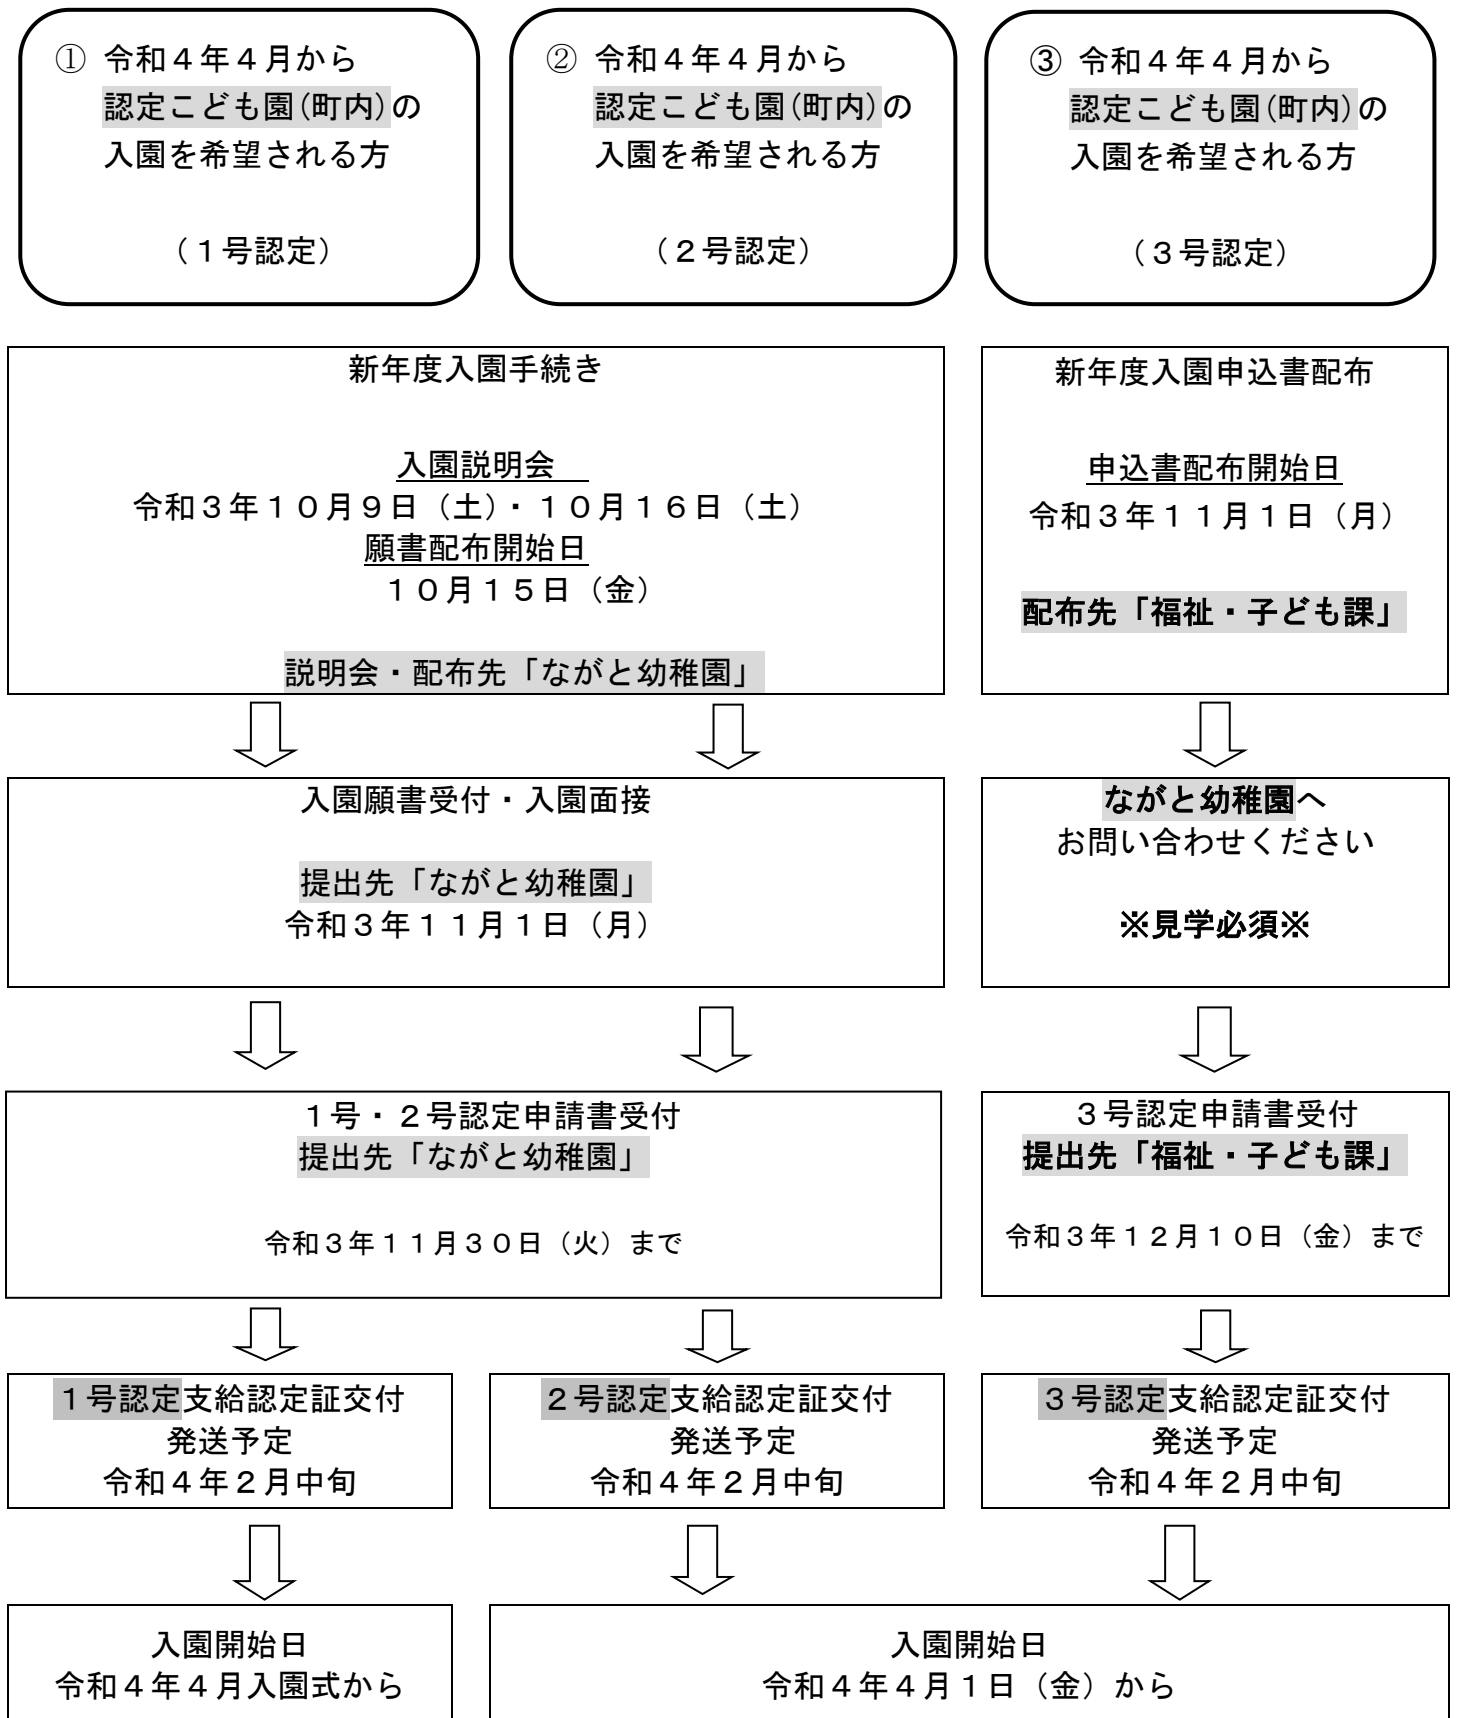 ① 令和４年４月から
認定こども園(町内)の
入園を希望される方
（１号認定）
② 令和４年４月から
認定こども園(町内)の
入園を希望される方
（２号認定）
③ 令和４年４月から
認定こども園(町内)の
入園を希望される方
（３号認定）
新年度入園手続き
入園説明会
令和３年１０月９日（土）・１０月１６日（土）
願書配布開始日
１０月１５日（金）
説明会・配布先「ながと幼稚園」
新年度入園申込書配布
申込書配布開始日
令和３年１１月１日（月）
配布先「福祉・子ども課」
入園願書受付・入園面接
提出先「ながと幼稚園」
令和３年１１月１日（月）
ながと幼稚園へ
お問い合わせください
※見学必須※
１号・２号認定申請書受付
提出先「ながと幼稚園」
令和３年１１月３０日（火）まで
３号認定申請書受付
提出先「福祉・子ども課」
令和３年１２月１０日（金）まで
１号認定支給認定証交付
発送予定
令和４年２月中旬
２号認定支給認定証交付
発送予定
令和４年２月中旬
３号認定支給認定証交付
発送予定
令和４年２月中旬
入園開始日
令和４年４月入園式から
入園開始日
令和４年４月１日（金）から